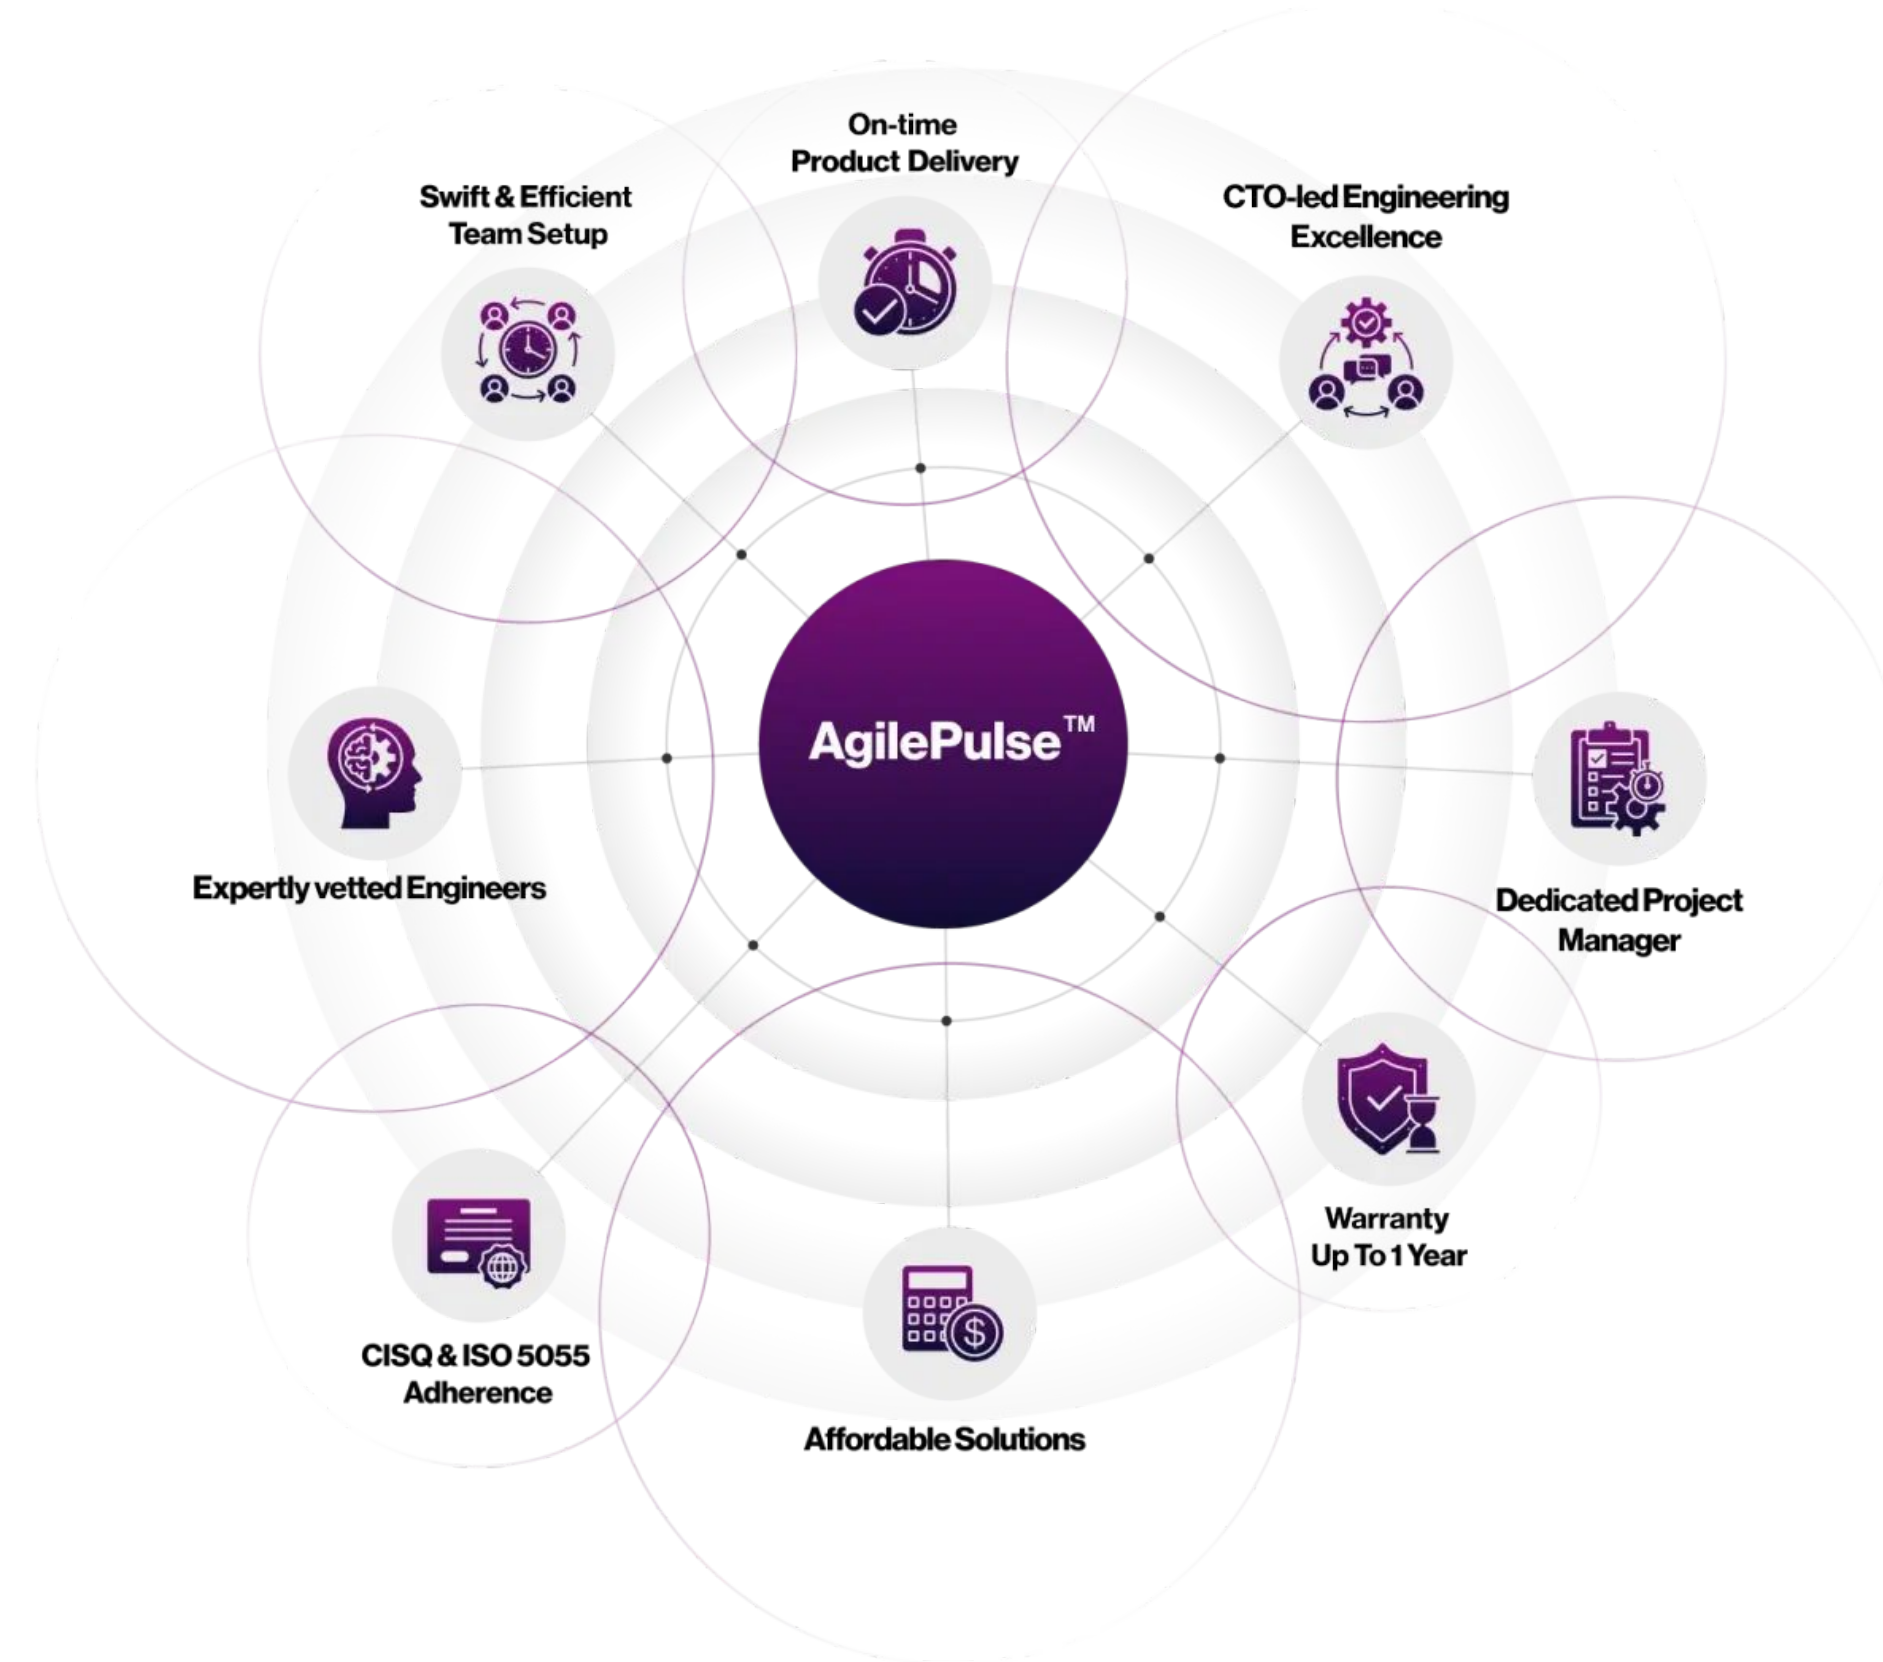 On-time
Product Delivery
Swift & Efficient
Team Setup
CTO-led Engineering
Excellence
AgilePulse™
Expertly vetted Engineers
Dedicated Project
Manager
Warranty
Up To 1 Year
CISQ & ISO 5055
Adherence
$
Affordable Solutions